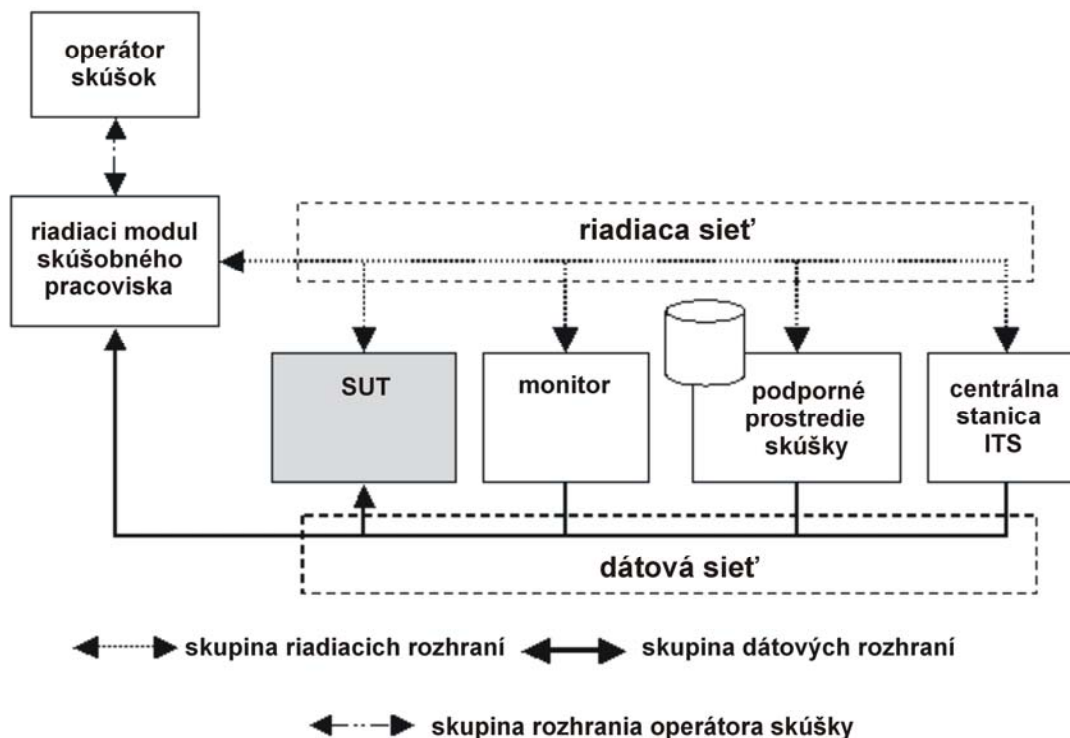 operátor
skúšok
riadiaci modul
skúšobného
pracoviska
riadiaca sieť
SUT
monitor
podporné
prostredie
skúšky
centrálna
stanica
ITS
dátová sieť
skupina riadiacich rozhraní
skupina dátových rozhraní
skupina rozhrania operátora skúšky